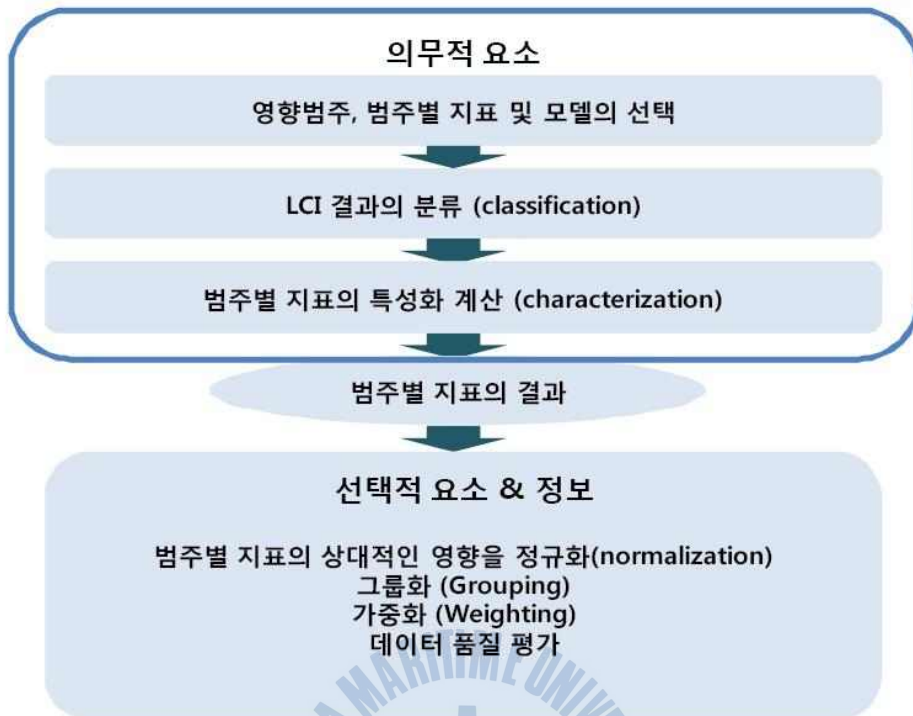 의무적 요소
영향범주, 범주별 지표 및 모델의 선택
LCI 결과의 분류 (classification)
범주별 지표의 특성화 계산 (characterization)
범주별 지표의 결과
선택적 요소 & 정보
범주별 지표의 상대적인 영향을 정규화(normalization)
그룹화 (Grouping)
가중화 (Weighting)
데이터 품질 평가
MARITIME